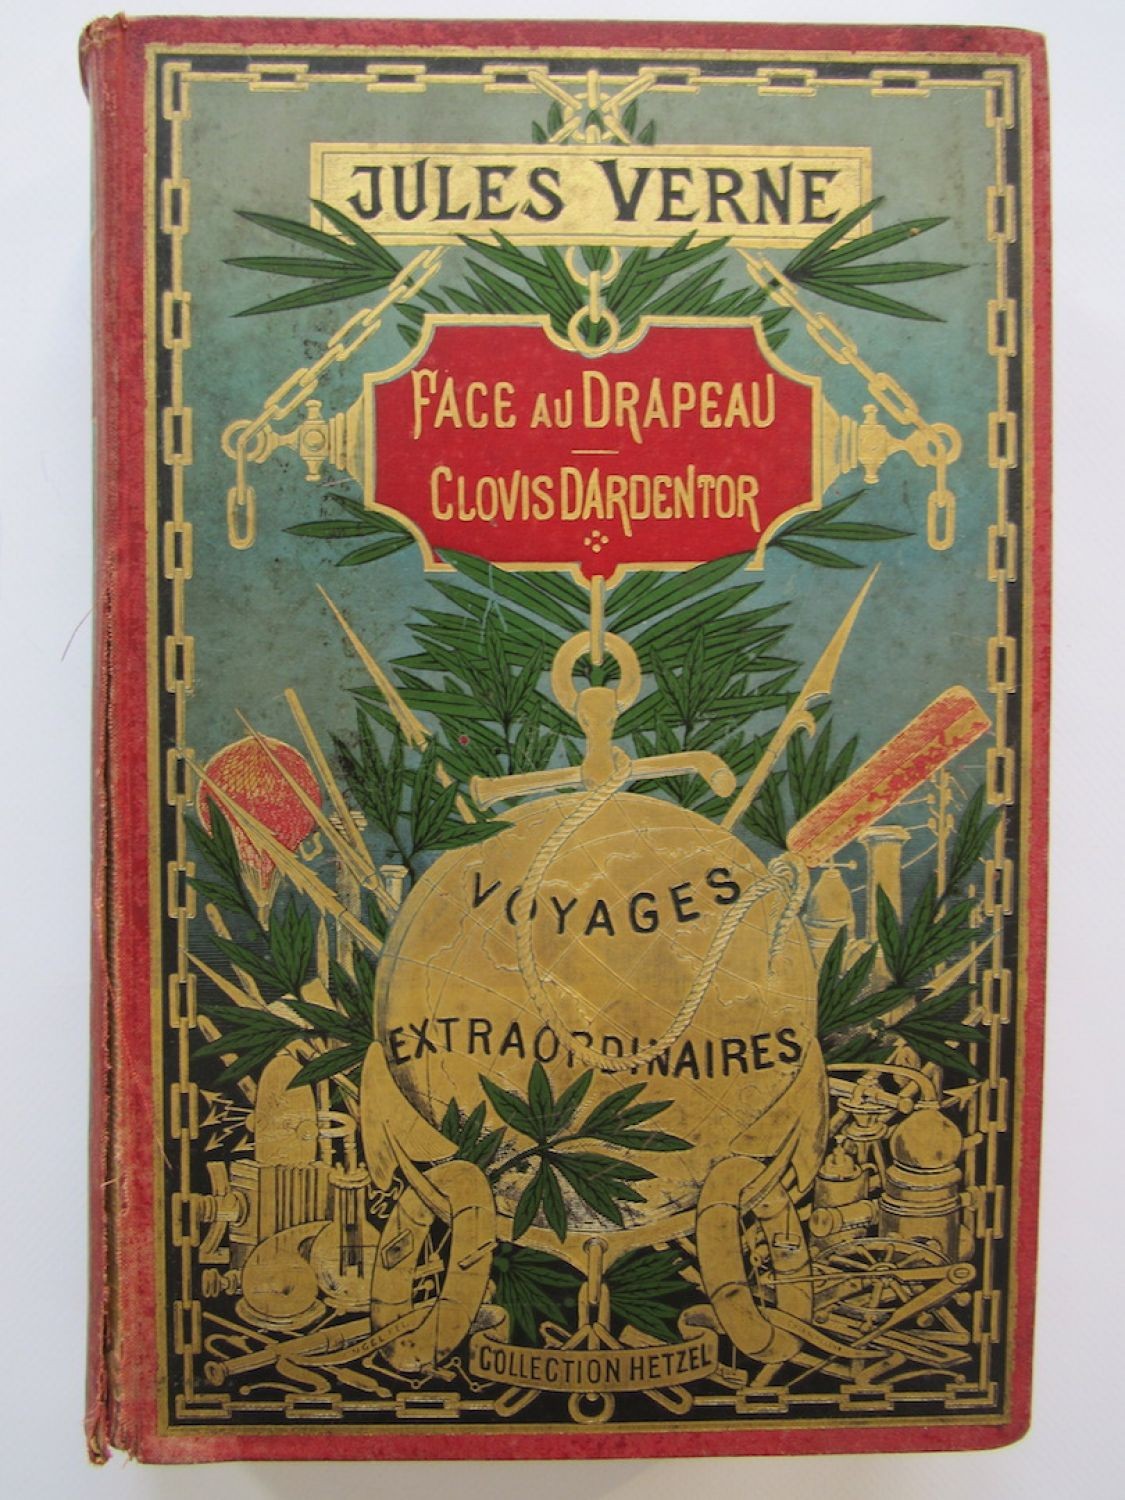 JULES VERNE
FACE AU DRAPEAU
CLOVIS DARDENTOR
VOYAGES
EXTRAORDINAIRES
COLLECTION HETZEL